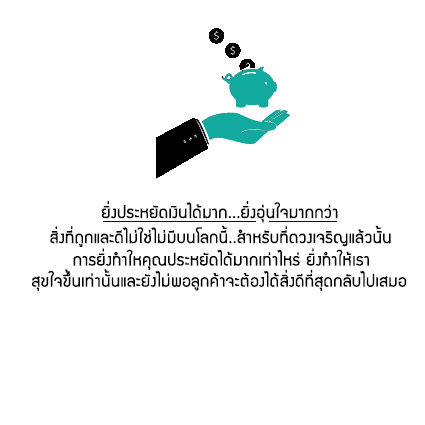 $
$
ยิ่งประหยัดเงินได้มาก...ยิ่งอุ่นใจมากกว่า
สิ่งที่ถูกและดีไม่ใช่ไม่มีบนโลกนี้..สำหรับที่ดวงเจริญแล้วนั้น
การยิ่งทำให้คุณประหยัดได้มากเท่าไหร่ ยิ่งทำให้เรา
สุขใจขึ้นเท่านั้นและยังไม่พอลูกค้าจะต้องได้สิ่งดีที่สุดกลับไปเสมอ